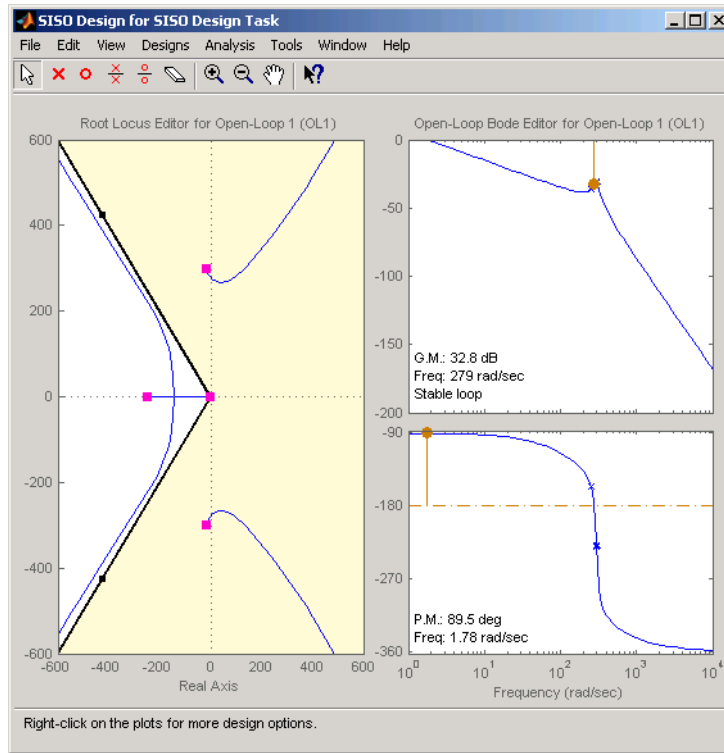 SISO Design for SISO Design Task
File Edit View Designs Analysis Tools Window Help
Root Locus Editor for Open-Loop 1 (OL1)
600
400
200
0
-200
-400
-600
-600 -400 -200 0 200 400 600
Real Axis
Open-Loop Bode Editor for Open-Loop 1 (OL1)
0
-50
-100
-150
-200
G.M.: 32.8 dB
Freq: 279 rad/sec
Stable loop
-90
-180
-270
-360
P.M.: 89.5 deg
Freq: 1.78 rad/sec
10^0 10^1 10^2 10^3 10^4
Frequency (rad/sec)
Right-click on the plots for more design options.